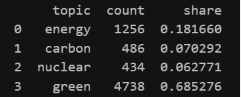 topic count share
0 energy 1256 0.181660
1 carbon 486 0.070292
2 nuclear 434 0.062771
3 green 4738 0.685276